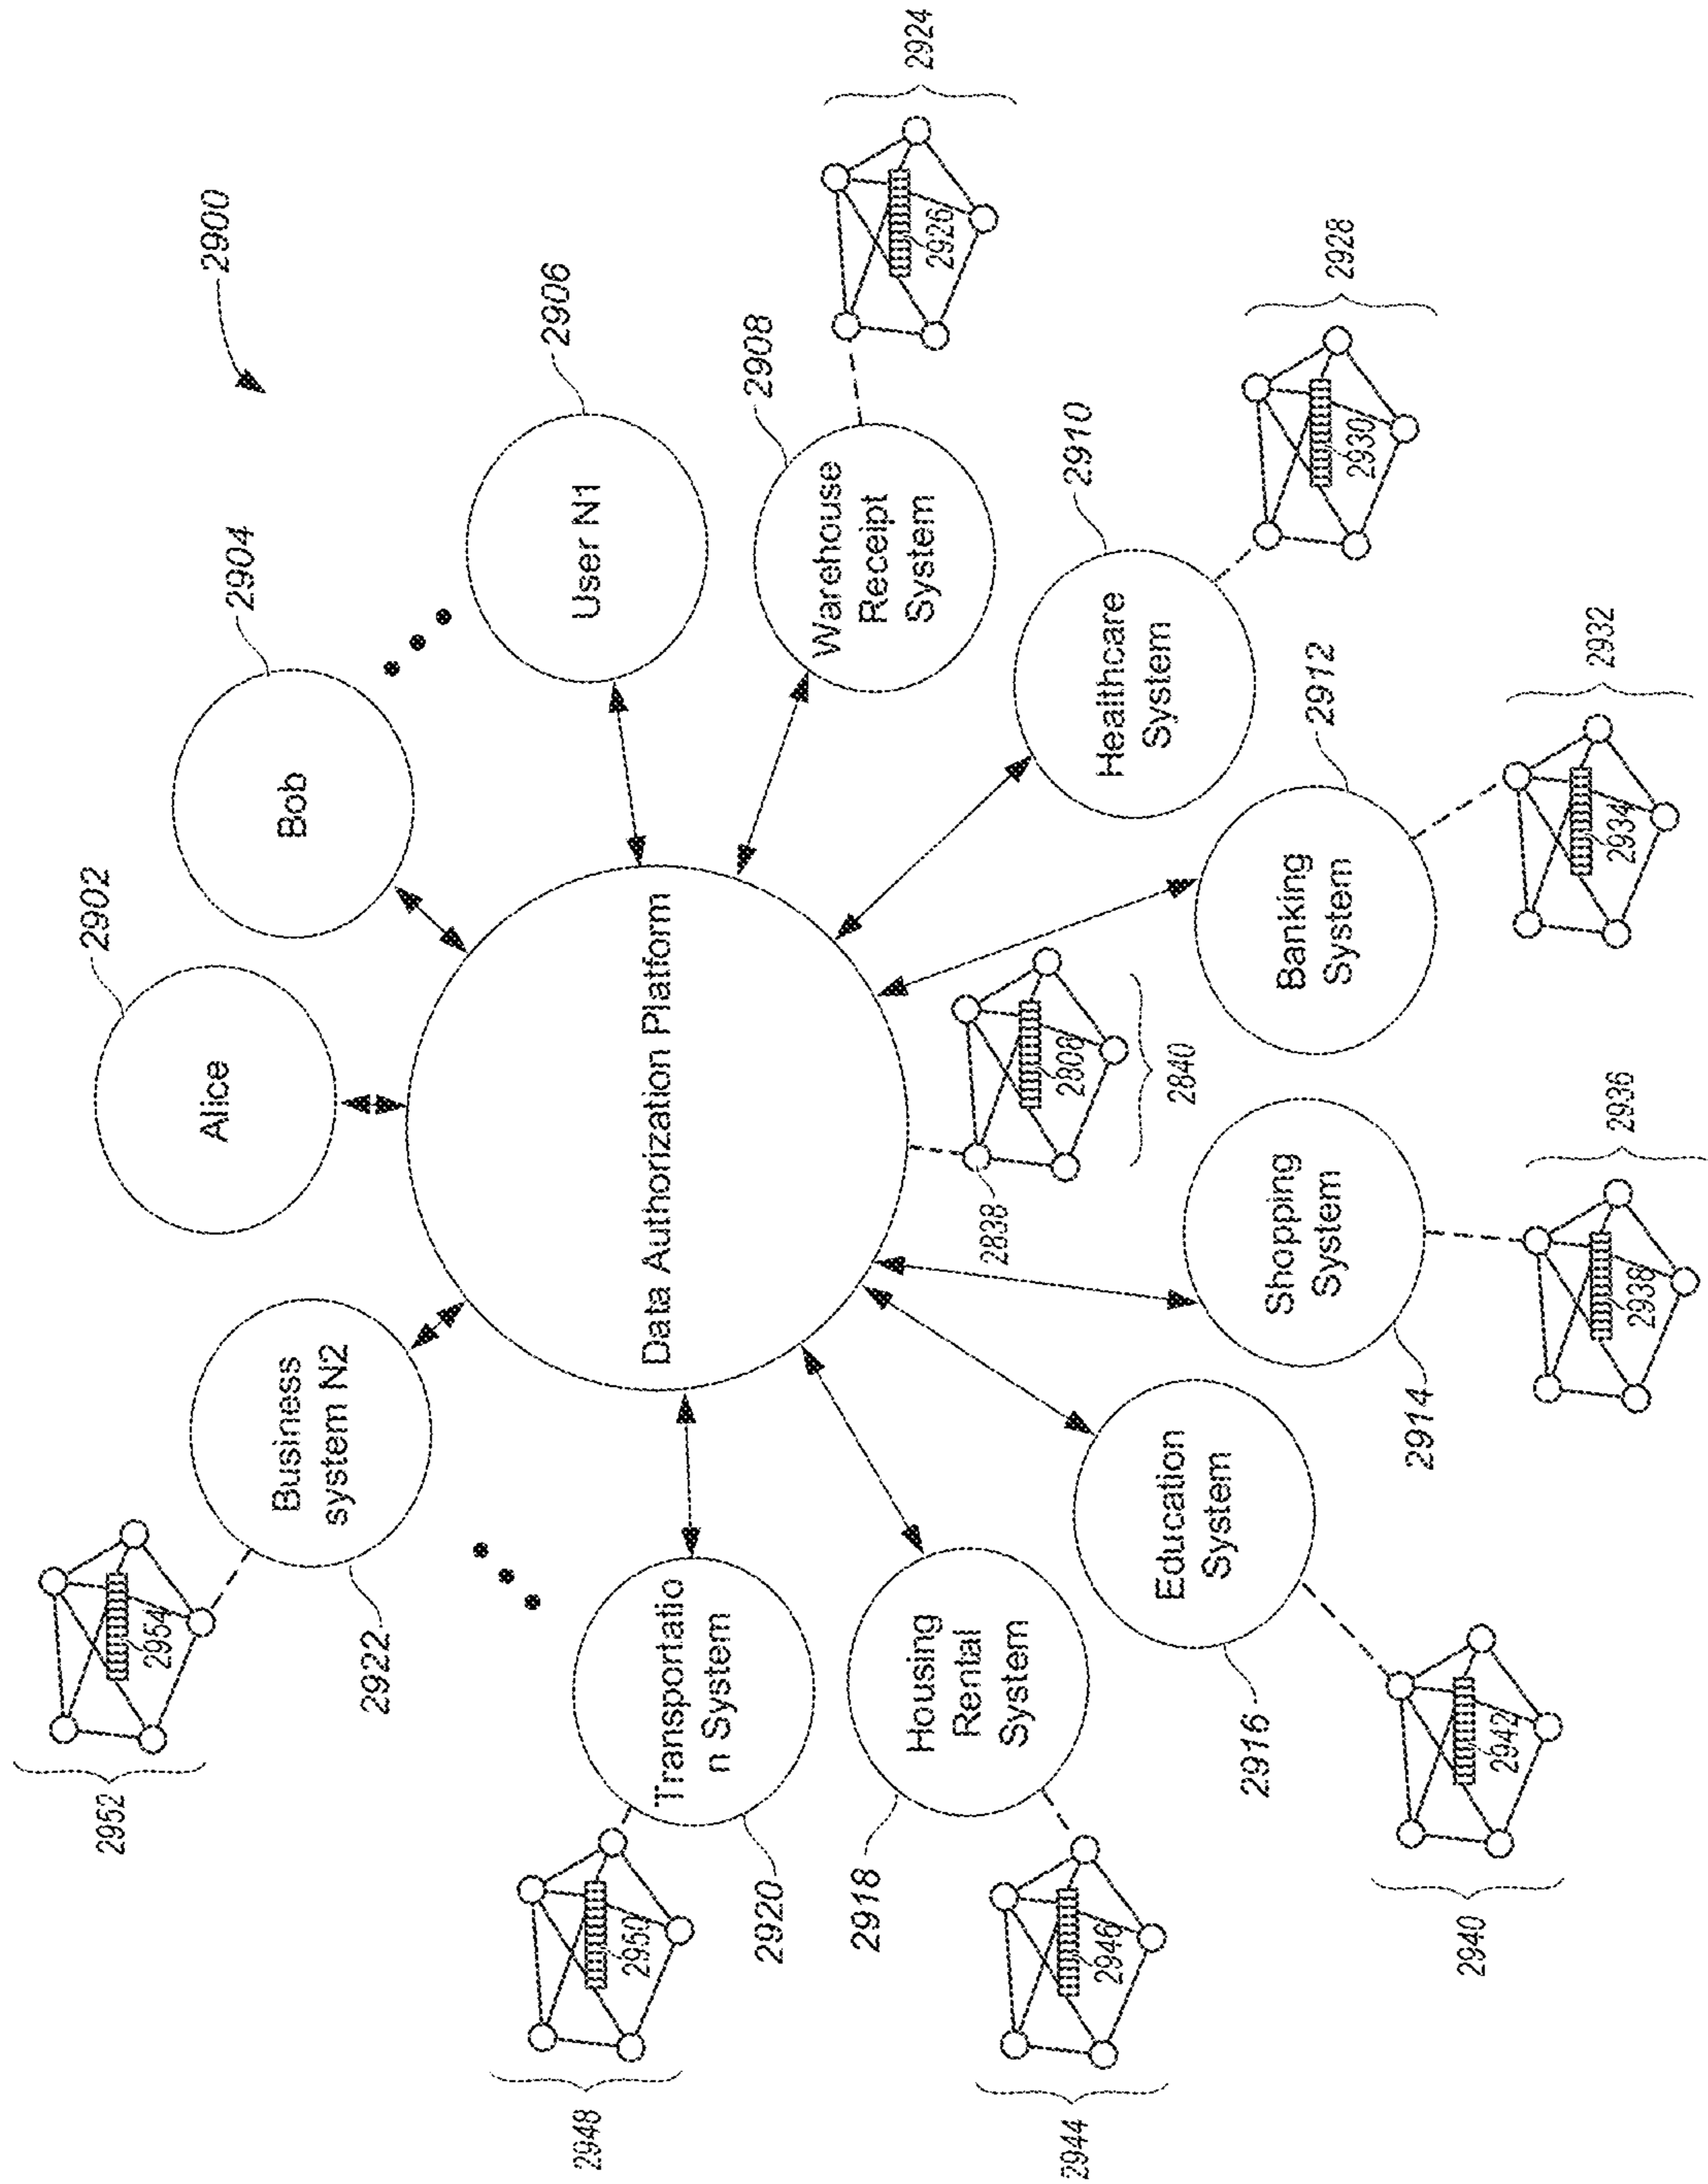 2900
2902
Alice
2904
Bob
2906
User N1
2908
Warehouse
Receipt
System
2924
2926
2910
Healthcare
System
2928
2930
2912
Banking
System
2932
2934
Data Authorization Platform
2838
2808
2840
2914
Shopping
System
2936
2938
2916
Education
System
2940
2942
2918
Housing
Rental
System
2944
2946
2920
Transportatio
n System
2948
2950
2922
Business
system N2
2952
2954